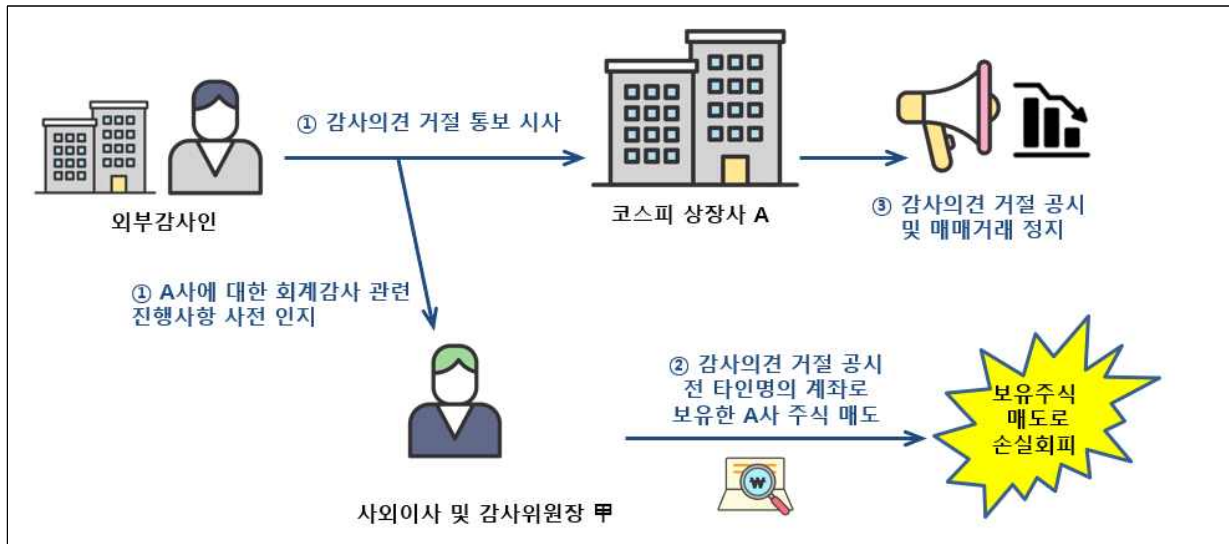 ① 감사의견 거절 통보 시사
외부감사인
코스피 상장사 A
③ 감사의견 거절 공시
및 매매거래 정지
① A사에 대한 회계감사 관련
진행사항 사전 인지
② 감사의견 거절 공시
전 타인명의 계좌로
보유한 A사 주식 매도
₩
보유주식
매도로
손실회피
사외이사 및 감사위원장 甲